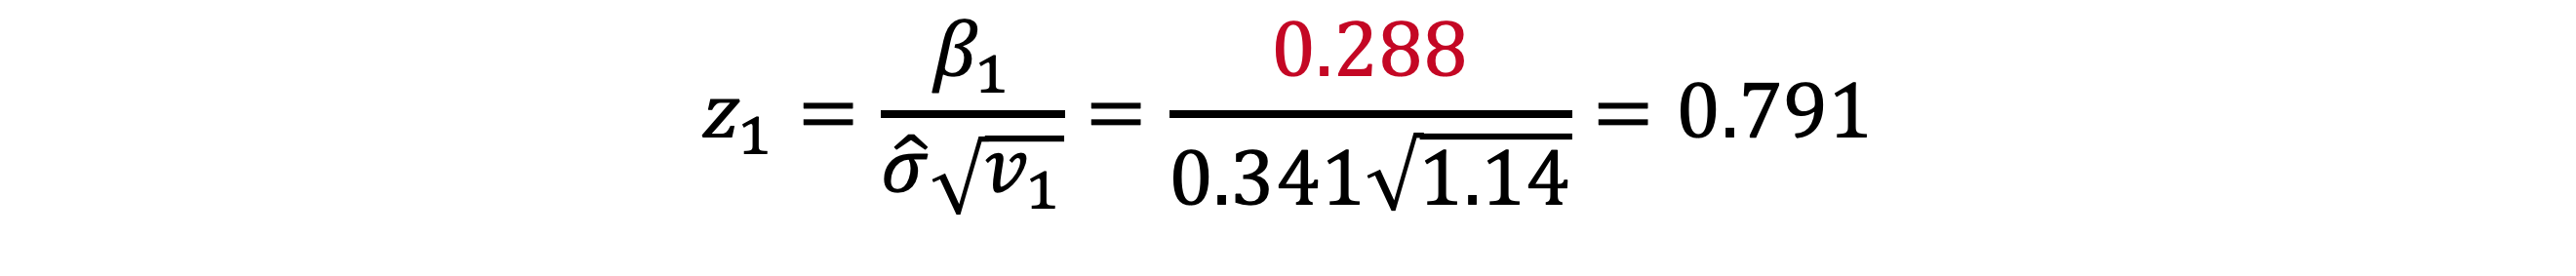 z₁ = β₁ / σ̂√v₁ = 0.288 / 0.341√1.14 = 0.791